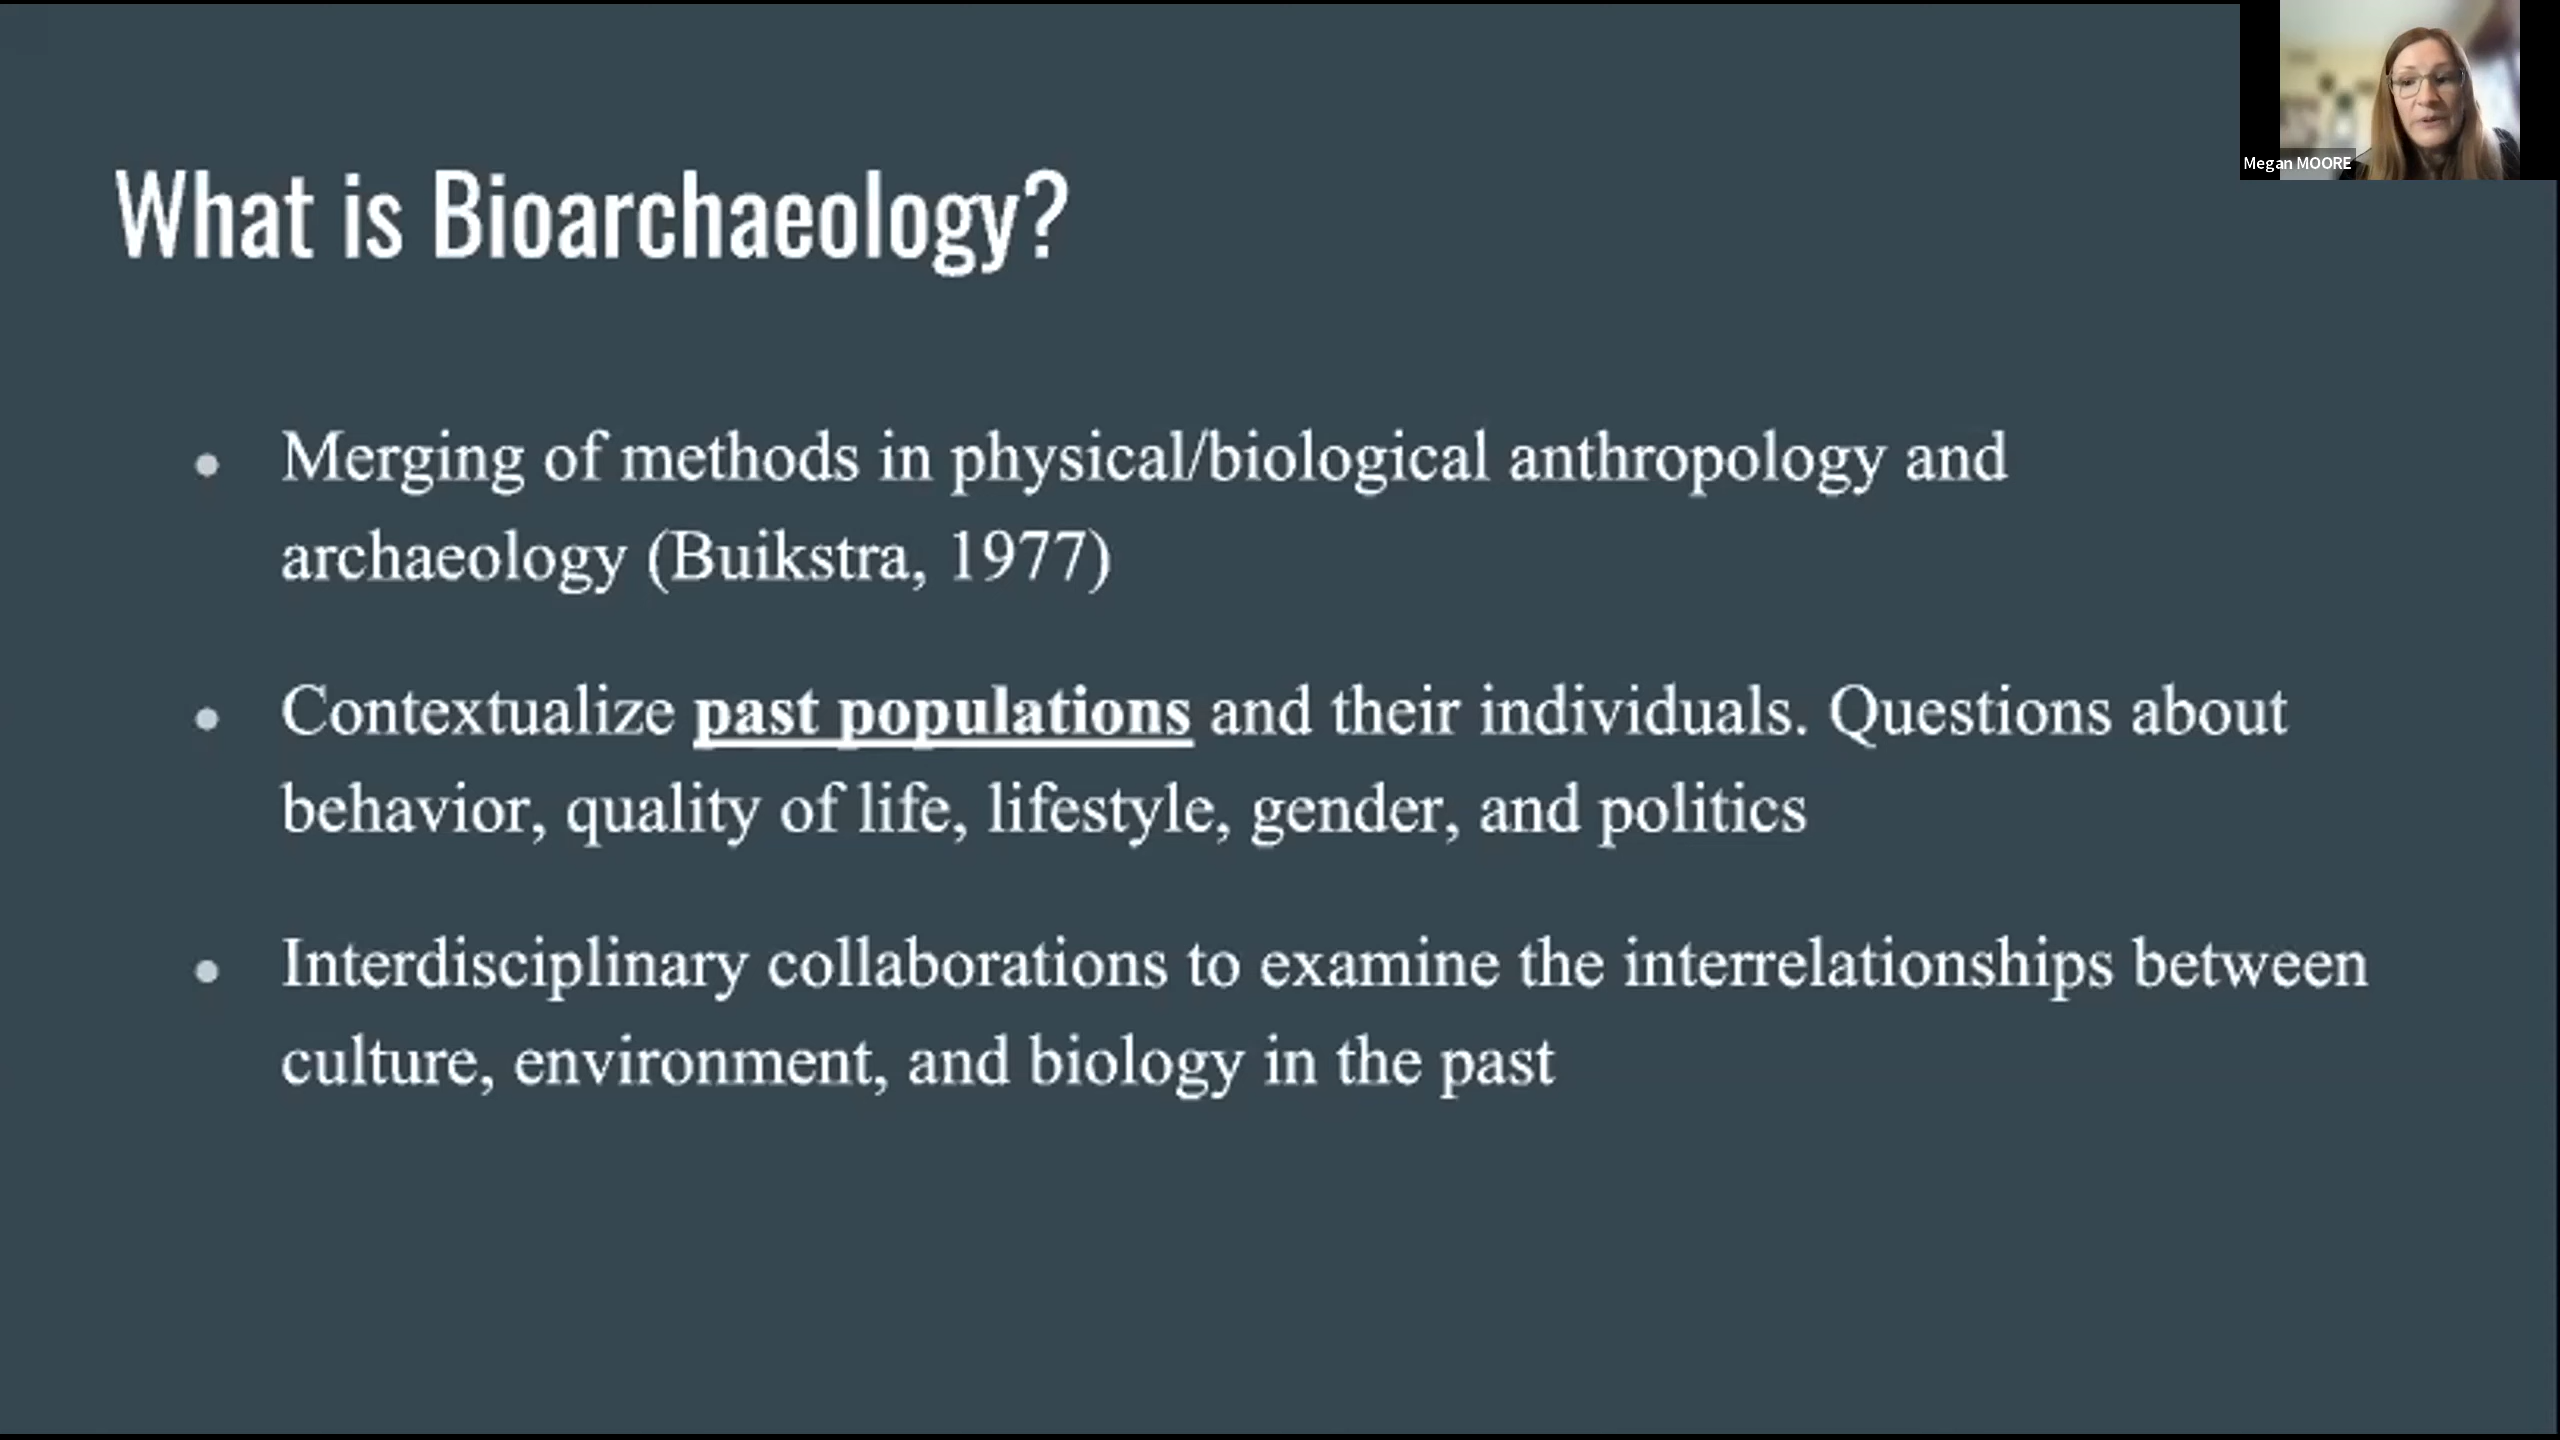 Megan MOORE
What is Bioarchaeology?
• Merging of methods in physical/biological anthropology and
archaeology (Buikstra, 1977)
• Contextualize past populations and their individuals. Questions about
behavior, quality of life, lifestyle, gender, and politics
• Interdisciplinary collaborations to examine the interrelationships between
culture, environment, and biology in the past